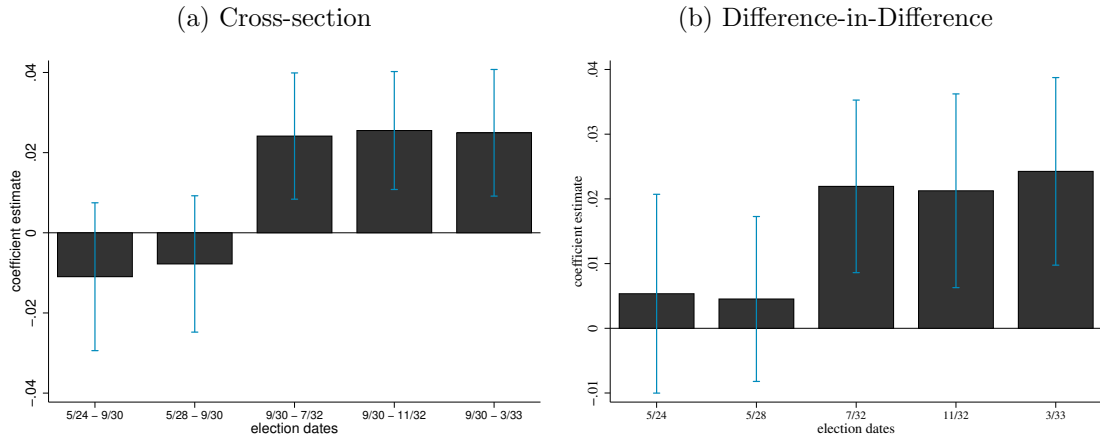 (a) Cross-section
coefficient estimate
.04
.02
0
-.02
-.04
5/24 – 9/30
5/28 – 9/30
9/30 – 7/32
9/30 – 11/32
9/30 – 3/33
election dates
(b) Difference-in-Difference
coefficient estimate
.04
.03
.02
.01
0
-.01
5/24
5/28
7/32
11/32
3/33
election dates